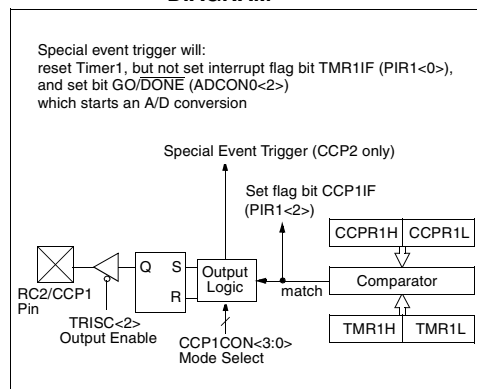 DIAGRAM
Special event trigger will:
reset Timer1, but not set interrupt flag bit TMR1IF (PIR1<0>),
and set bit GO/DONE (ADCON0<2>)
which starts an A/D conversion
Special Event Trigger (CCP2 only)
Set flag bit CCP1IF
(PIR1<2>)
CCPR1H CCPR1L
Q S
R
Output
Logic
match
Comparator
RC2/CCP1
Pin
TRISC<2>
Output Enable
CCP1CON<3:0>
Mode Select
TMR1H TMR1L